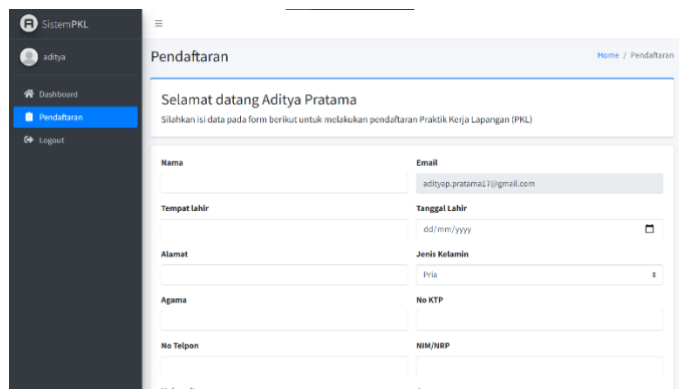 SistemPKL
aditya
Dashboard
Pendaftaran
Logout
Pendaftaran
Home / Pendaftaran
Selamat datang Aditya Pratama
Silahkan isi data pada form berikut untuk melakukan pendaftaran Praktik Kerja Lapangan (PKL)
Nama
Email
adityap.pratama17@gmail.com
Tempat lahir
Tanggal Lahir
dd/mm/yyyy
Alamat
Jenis Kelamin
Pria
Agama
No KTP
No Telpon
NIM/NRP